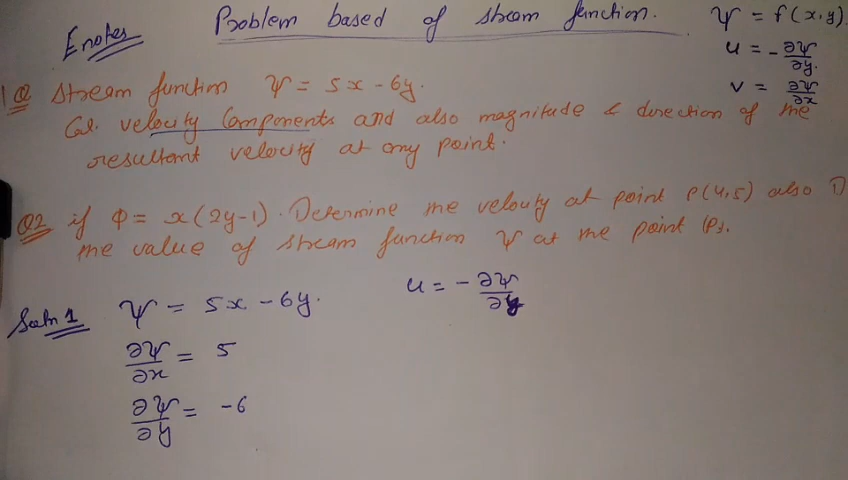 Enotes
Problem based of stream function.
ψ = f(x,y)
u = -∂ψ/∂y.
v = ∂ψ/∂x
1Q Stream function ψ = 5x - 6y.
Cal. velocity components and also magnitude & direction of the
resultant velocity at any point.
Q2 if φ = x(2y-1). Determine the velocity at point P(4,5) also D
the value of stream function ψ at the point (P).
Soln 1
ψ = 5x - 6y.
u = -∂ψ/∂y
∂ψ/∂x = 5
∂ψ/∂y = -6